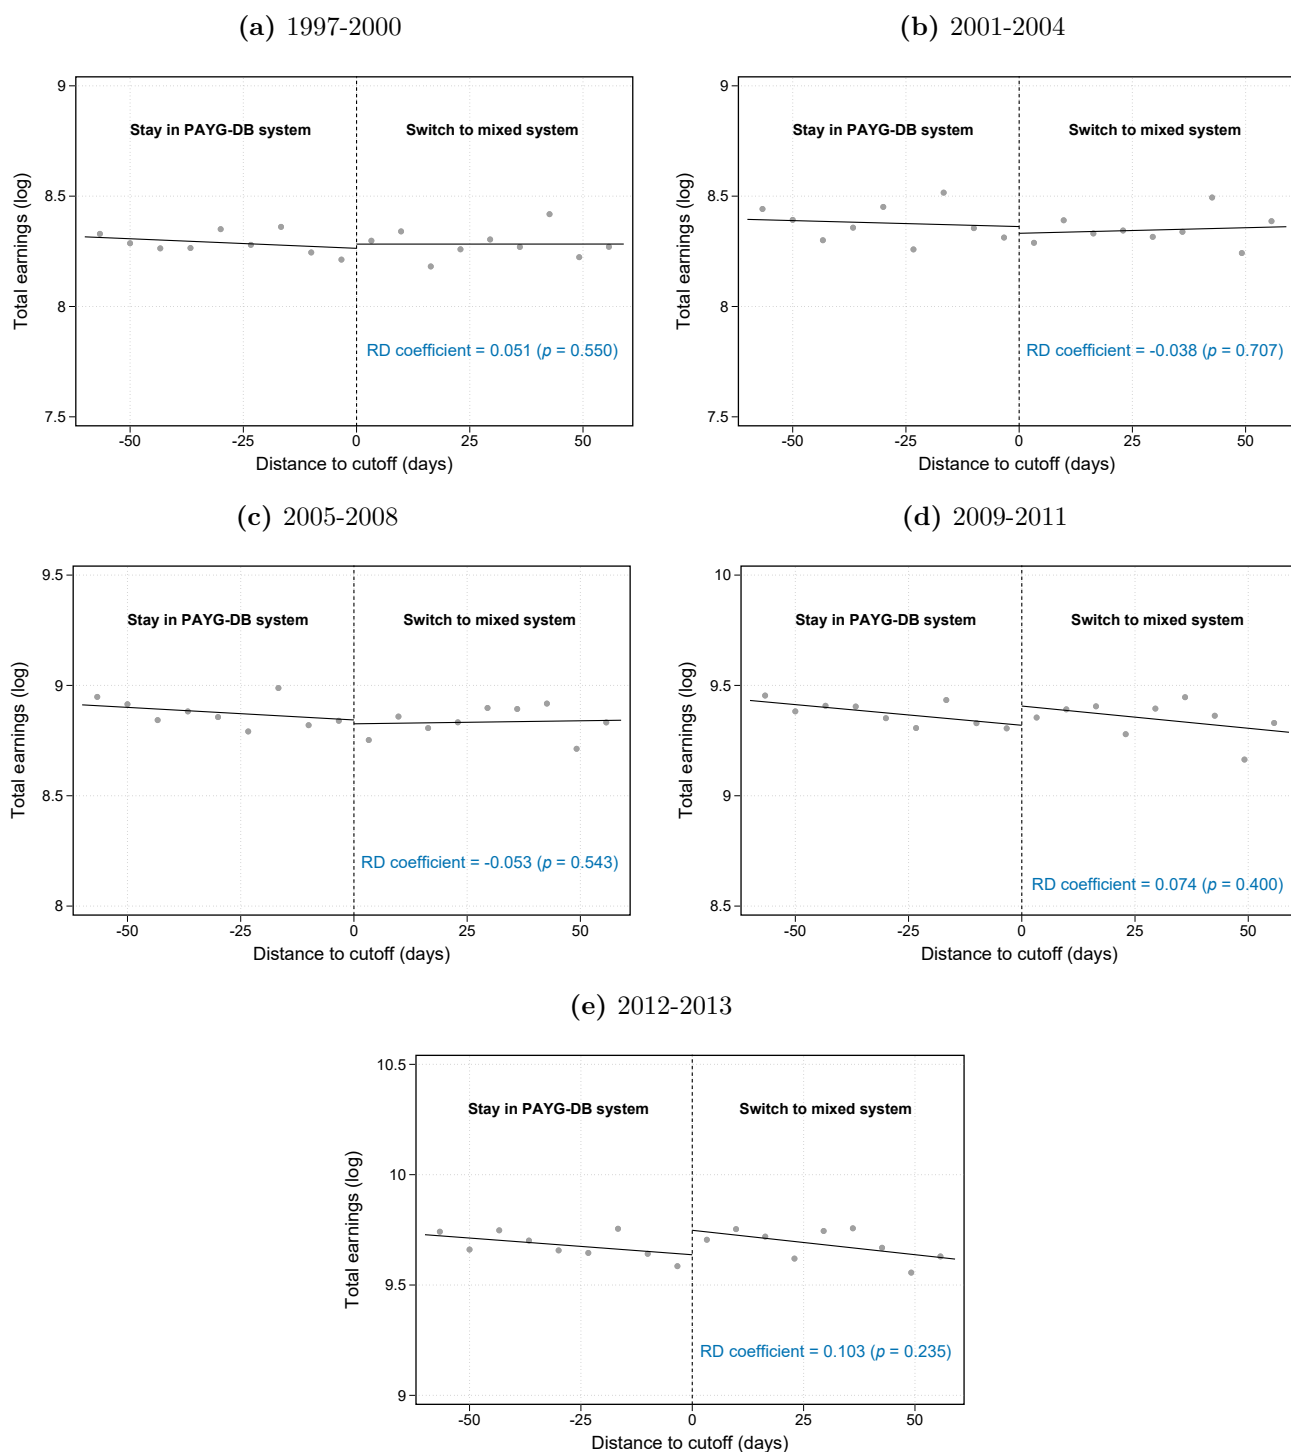 (a) 1997-2000
9
8.5
8
7.5
Total earnings (log)
Stay in PAYG-DB system
Switch to mixed system
RD coefficient = 0.051 (p = 0.550)
-50
-25
0
25
50
Distance to cutoff (days)
(b) 2001-2004
9
8.5
8
7.5
Total earnings (log)
Stay in PAYG-DB system
Switch to mixed system
RD coefficient = -0.038 (p = 0.707)
-50
-25
0
25
50
Distance to cutoff (days)
(c) 2005-2008
9.5
9
8.5
8
Total earnings (log)
Stay in PAYG-DB system
Switch to mixed system
RD coefficient = -0.053 (p = 0.543)
-50
-25
0
25
50
Distance to cutoff (days)
(d) 2009-2011
10
9.5
9
8.5
Total earnings (log)
Stay in PAYG-DB system
Switch to mixed system
RD coefficient = 0.074 (p = 0.400)
-50
-25
0
25
50
Distance to cutoff (days)
(e) 2012-2013
10.5
10
9.5
9
Total earnings (log)
Stay in PAYG-DB system
Switch to mixed system
RD coefficient = 0.103 (p = 0.235)
-50
-25
0
25
50
Distance to cutoff (days)